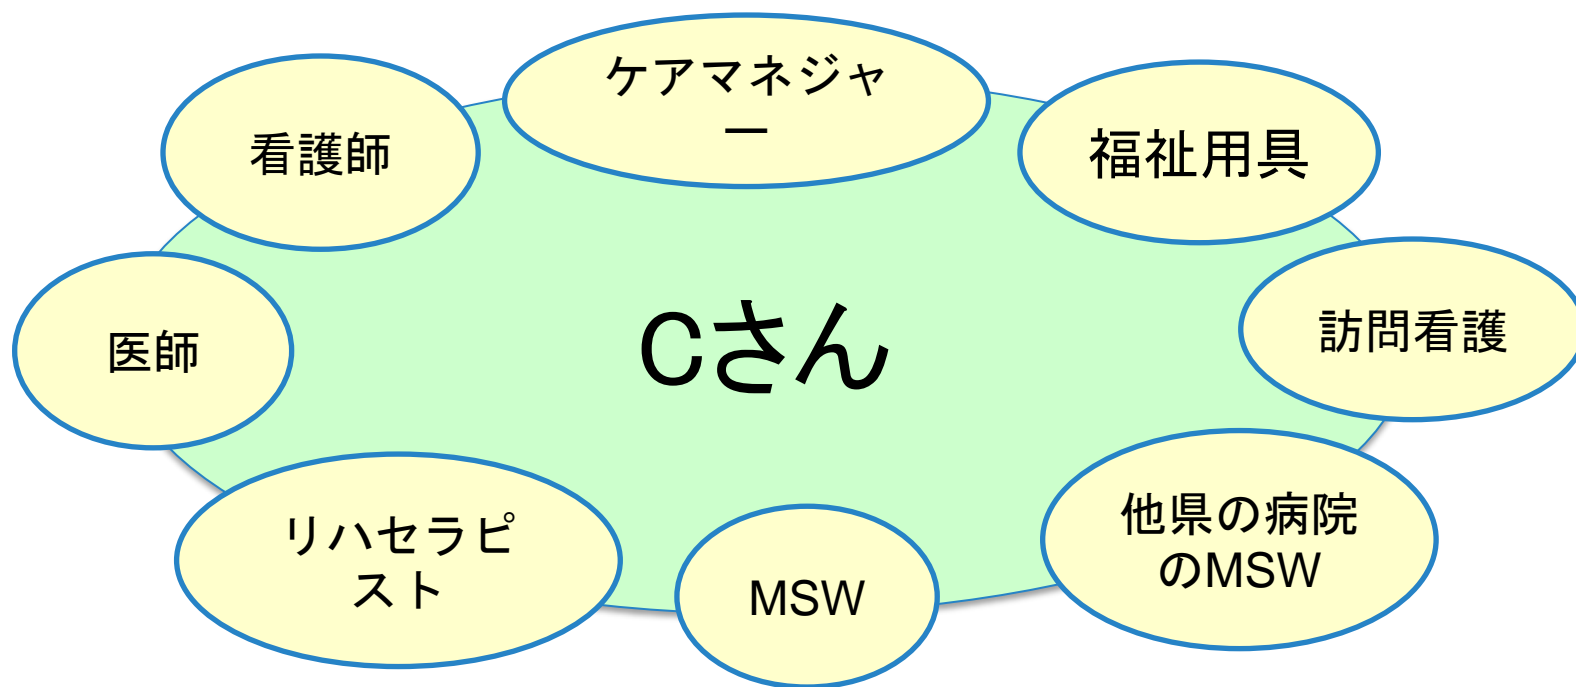 ケアマネジャ
ー
看護師
福祉用具
医師
Cさん
訪問看護
リハセラピ
スト
MSW
他県の病院
のMSW